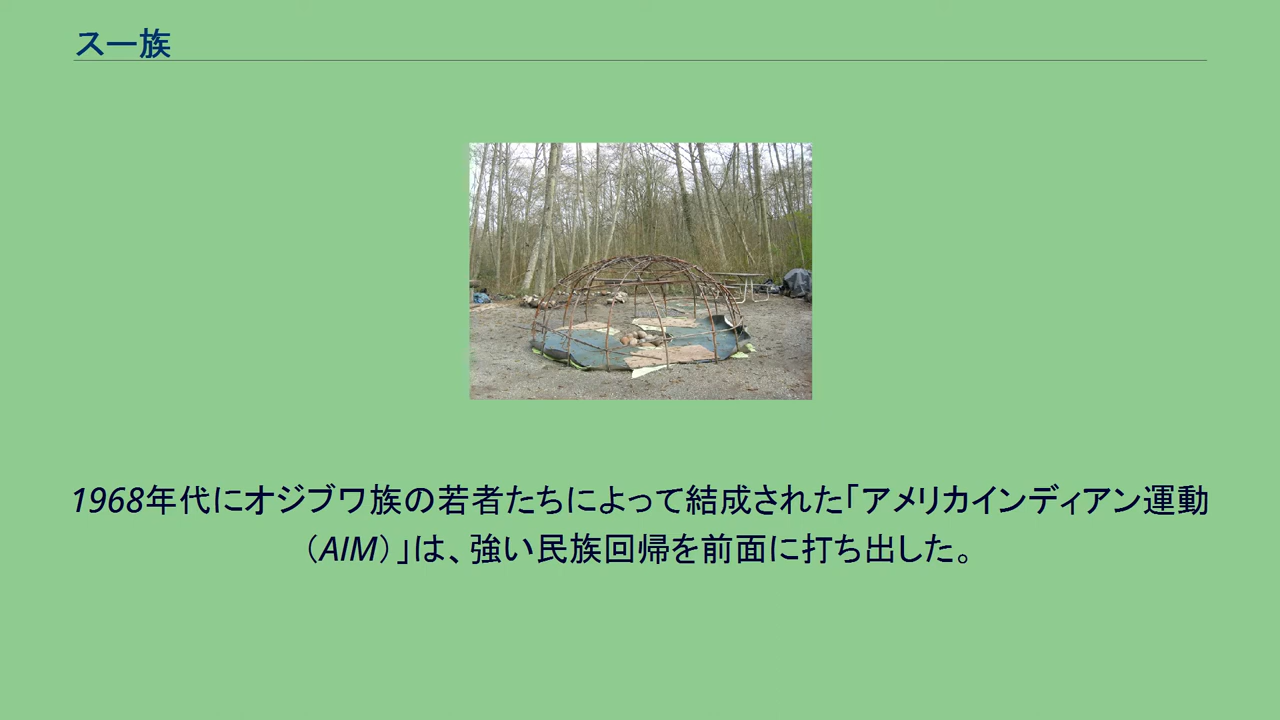 スー族
1968年代にオジブワ族の若者たちによって結成された「アメリカインディアン運動
（AIM）」は、強い民族回帰を前面に打ち出した。